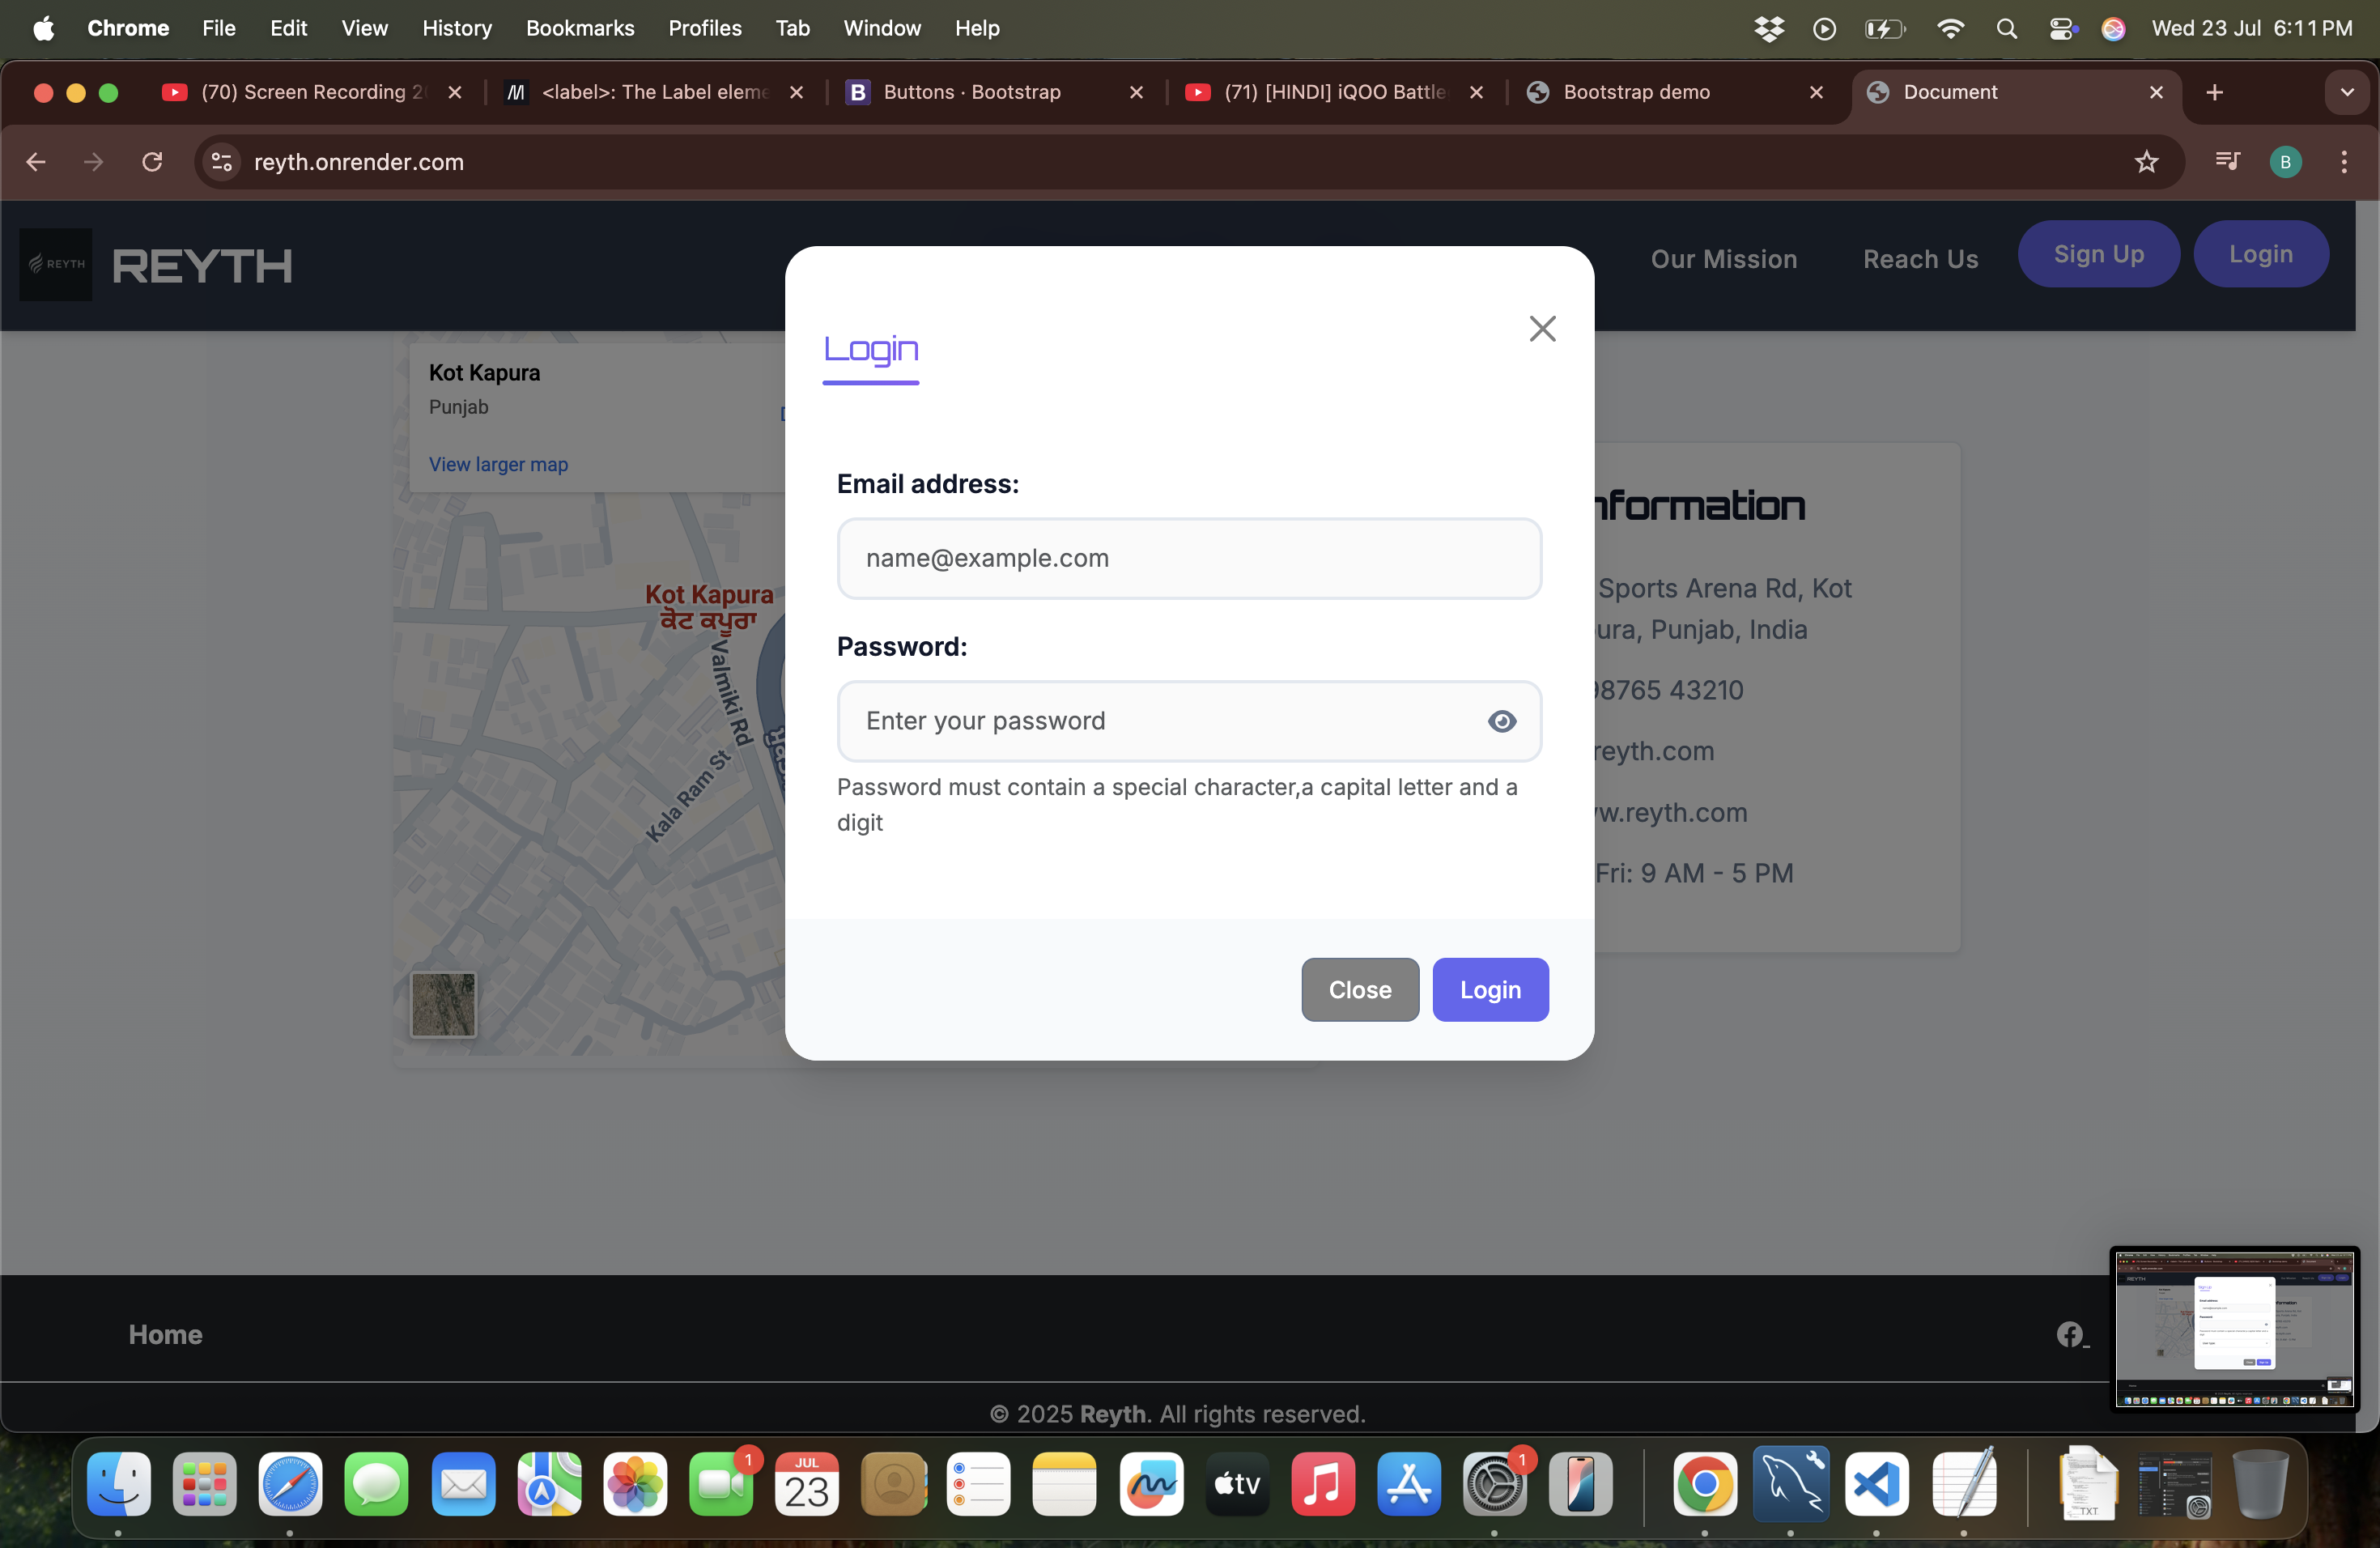 Chrome File Edit View History Bookmarks Profiles Tab Window Help Wed 23 Jul 6:11 PM
(70) Screen Recording 2 <label>: The Label eleme Buttons · Bootstrap (71) [HINDI] iQOO Battle Bootstrap demo Document
reyth.onrender.com B
REYTH REYTH Our Mission Reach Us Sign Up Login
Login
Kot Kapura
Punjab
View larger map
Email address:
name@example.com
Password:
Enter your password
Password must contain a special character,a capital letter and a
digit
Close Login
Kot Kapura
ਕੋਟ ਕਪੂਰਾ
Valmiki Rd
Kala Ram St
nformation
Sports Arena Rd, Kot
ura, Punjab, India
98765 43210
reyth.com
w.reyth.com
Fri: 9 AM - 5 PM
Home
© 2025 Reyth. All rights reserved.
1 JUL 23 tv 1 TXT